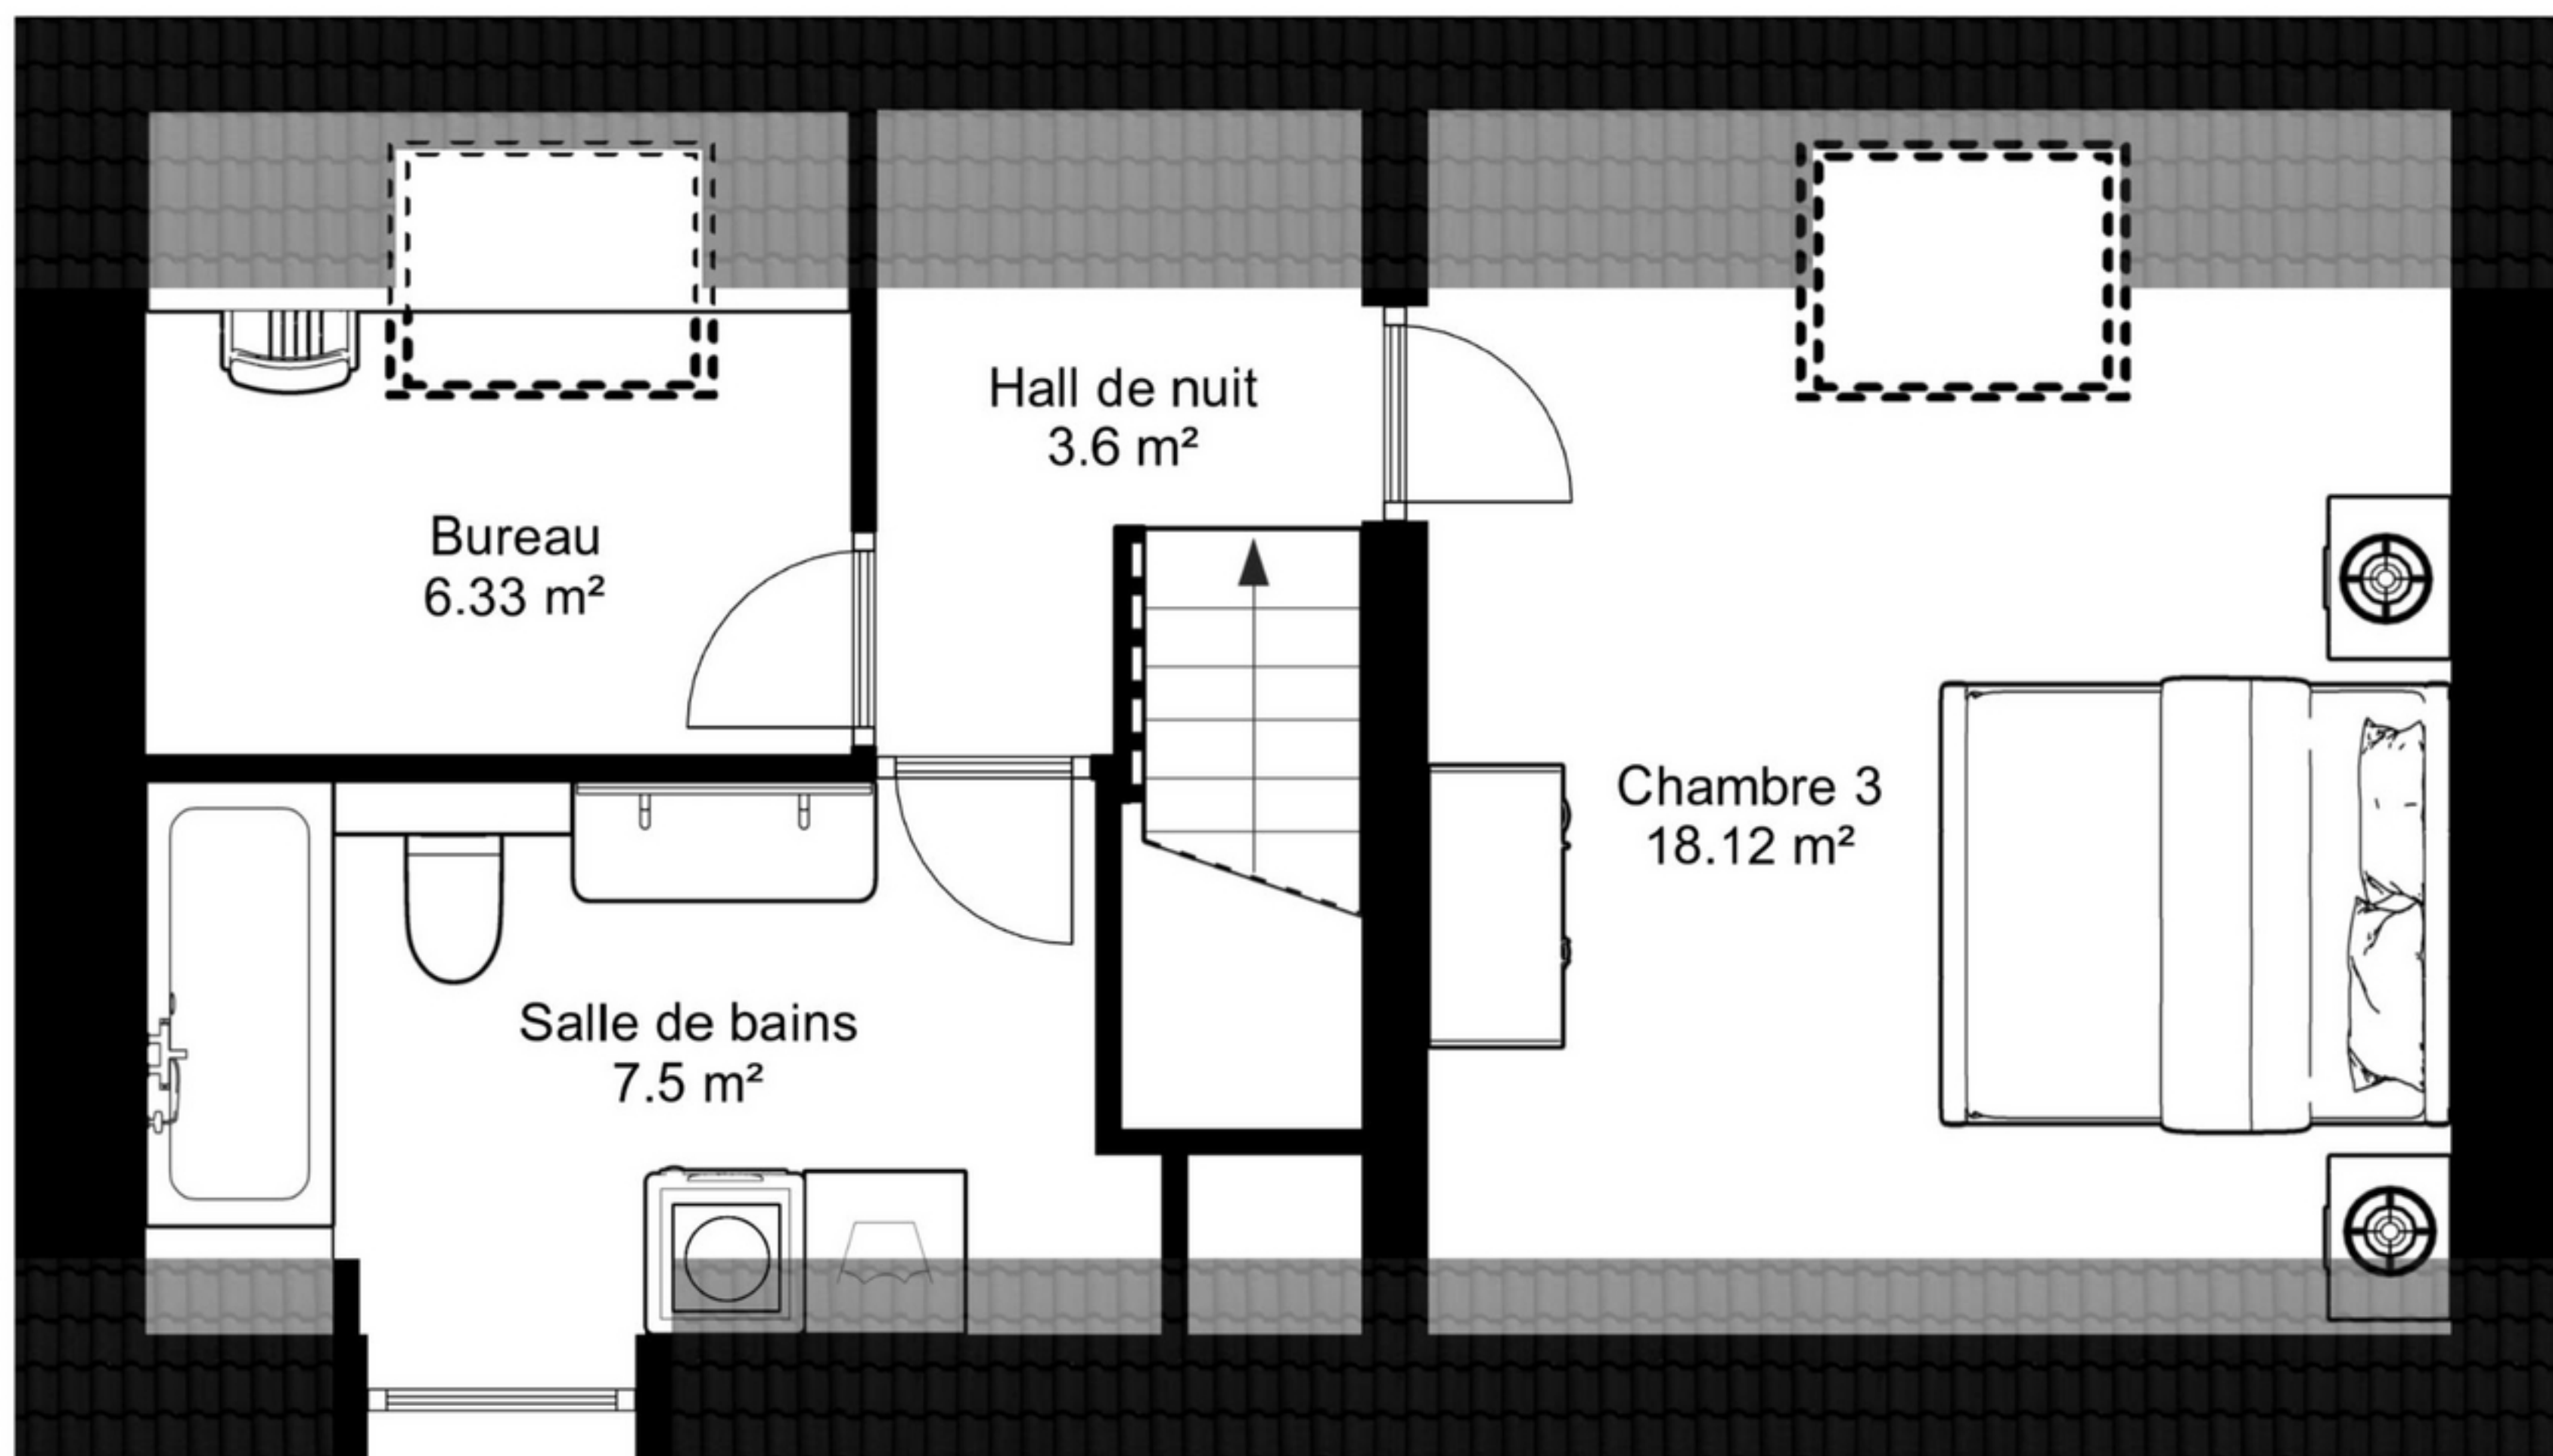 Hall de nuit
3.6 m²
Bureau
6.33 m²
Chambre 3
18.12 m²
Salle de bains
7.5 m²